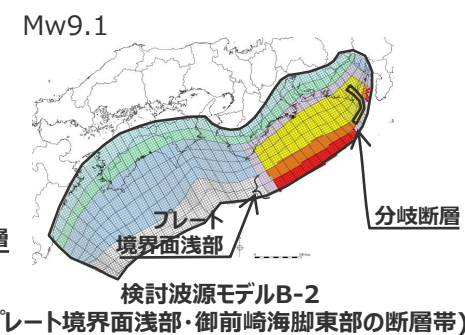 Mw9.1
プレート
境界面浅部
分岐断層
層
検討波源モデルB-2
プレート境界面浅部・御前崎海脚東部の断層帯)